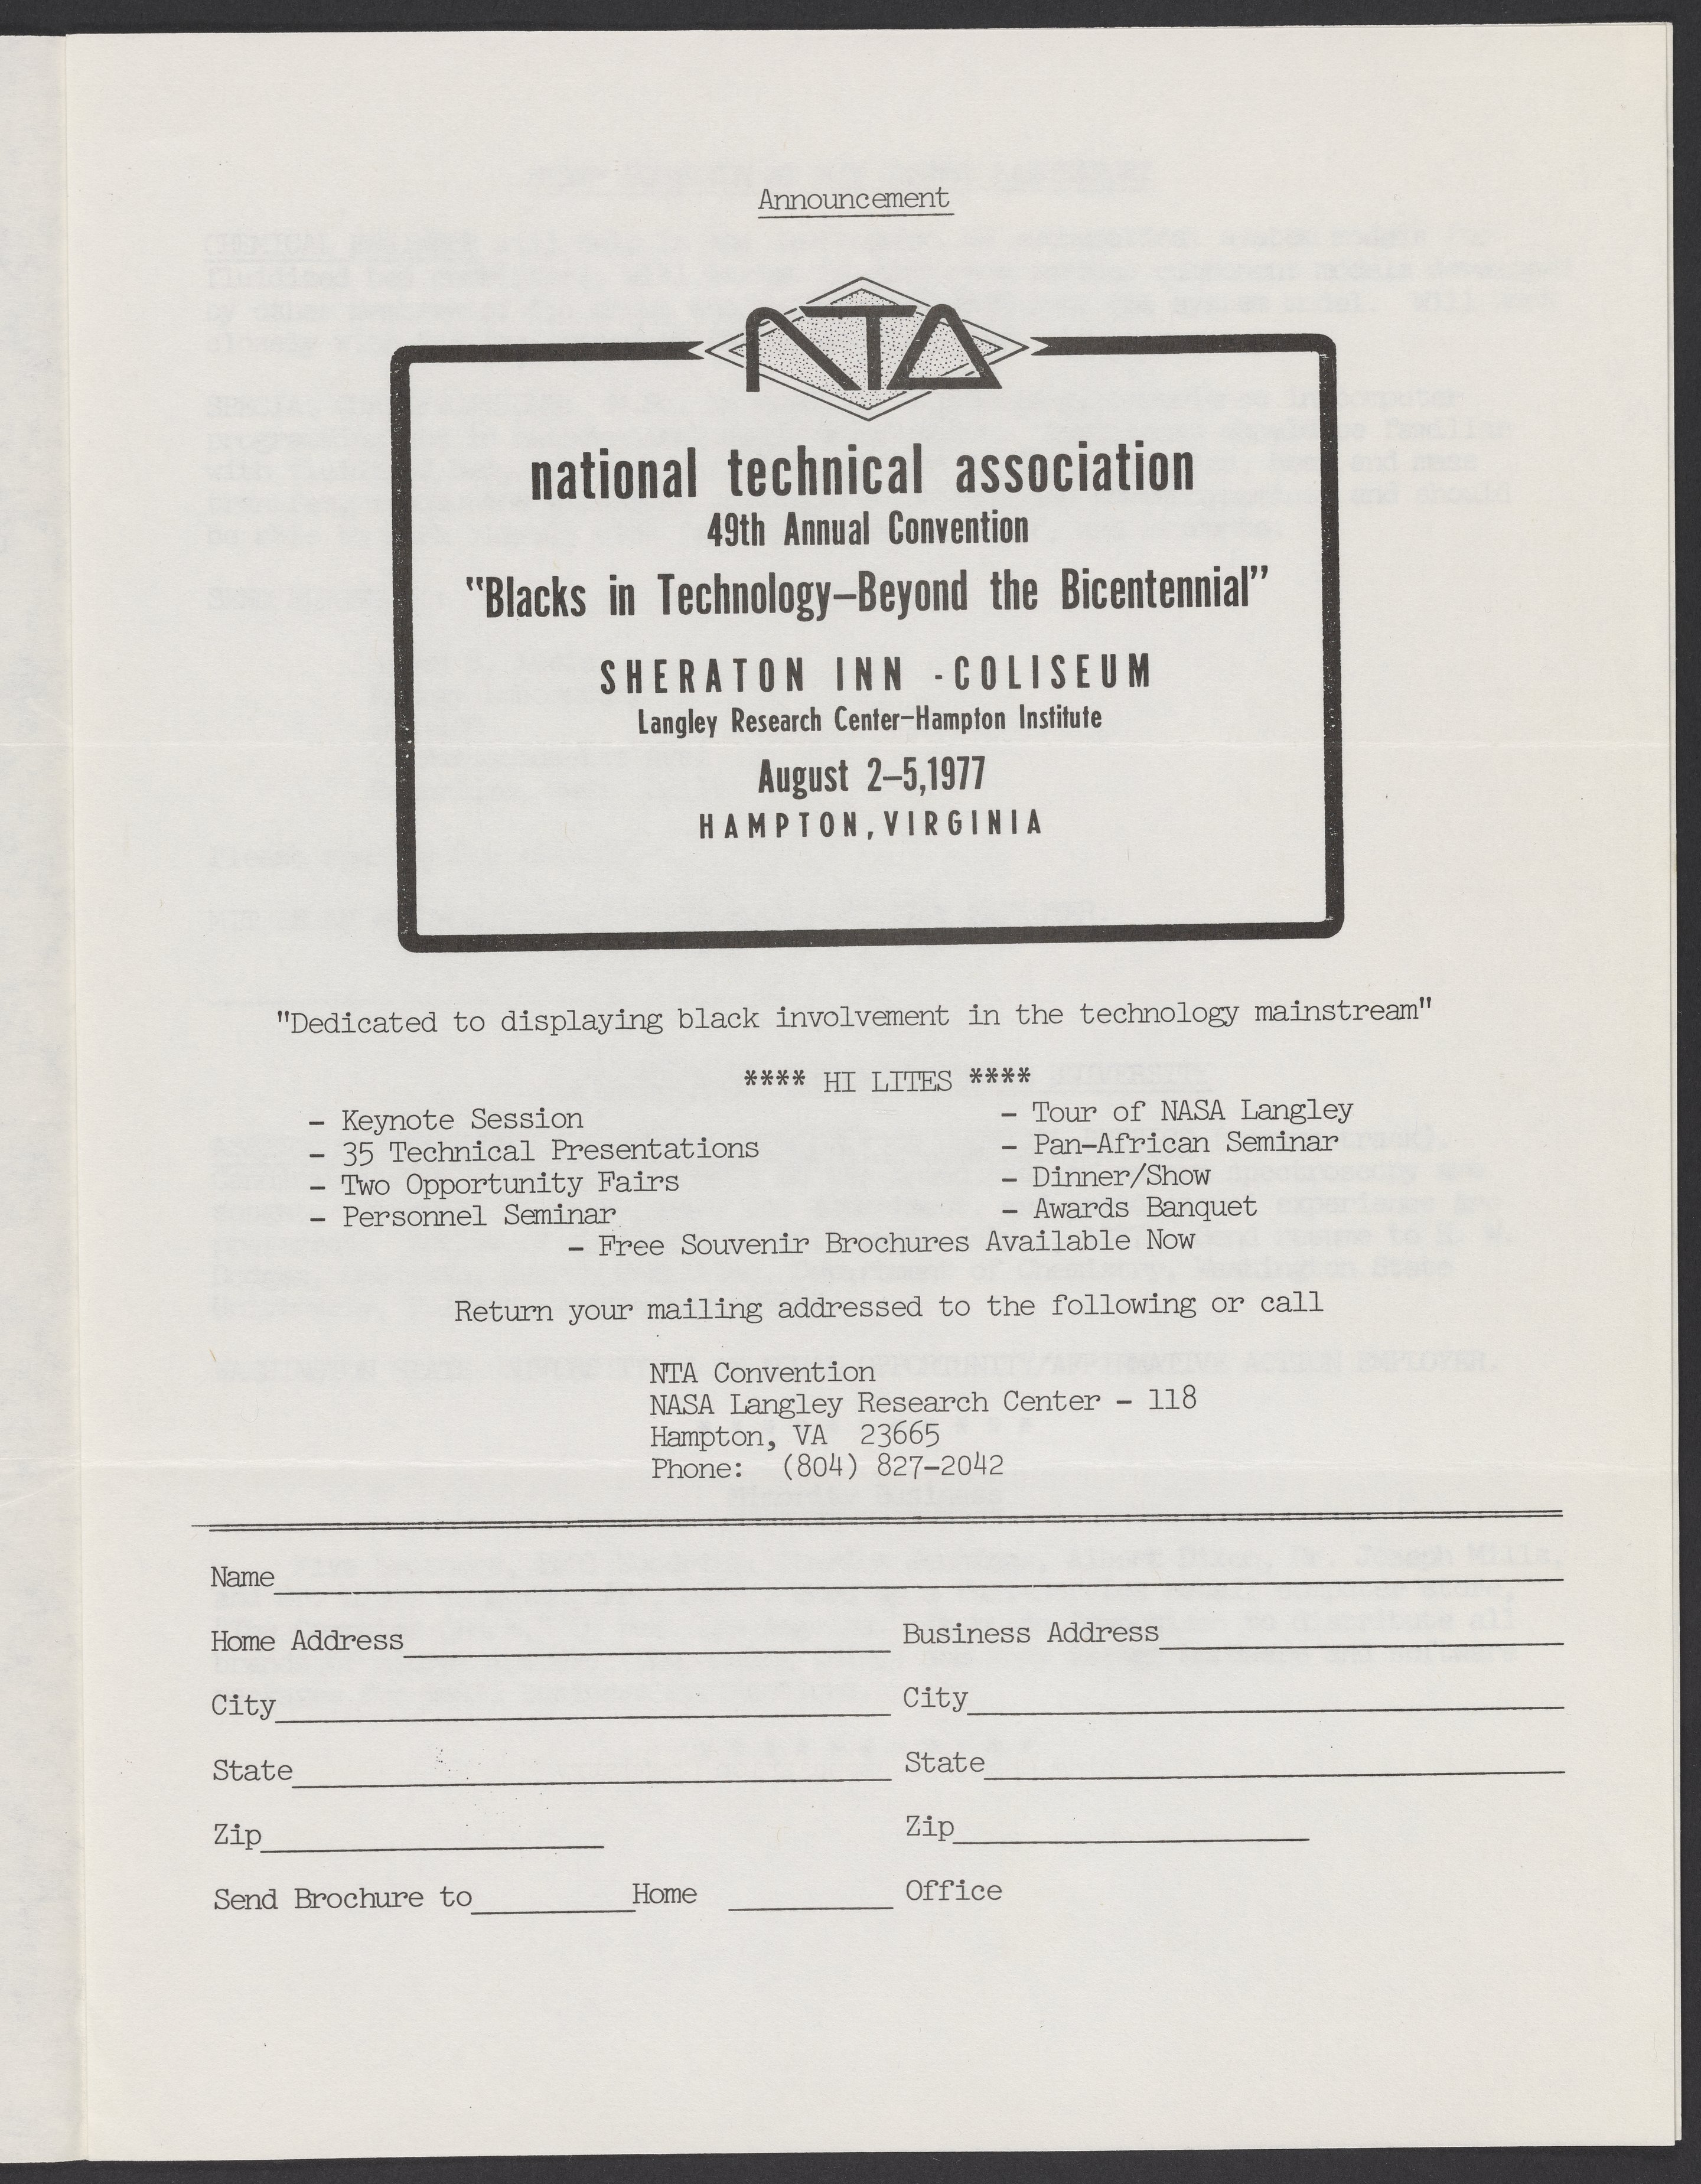 Announcement
NTA
national technical association
49th Annual Convention
"Blacks in Technology—Beyond the Bicentennial"
SHERATON INN - COLISEUM
Langley Research Center—Hampton Institute
August 2–5, 1977
HAMPTON, VIRGINIA
"Dedicated to displaying black involvement in the technology mainstream"
**** HI LITES ****
- Keynote Session - Tour of NASA Langley
- 35 Technical Presentations - Pan-African Seminar
- Two Opportunity Fairs - Dinner/Show
- Personnel Seminar - Awards Banquet
- Free Souvenir Brochures Available Now
Return your mailing addressed to the following or call
NTA Convention
NASA Langley Research Center - 118
Hampton, VA 23665
Phone: (804) 827-2042
Name
Home Address Business Address
City City
State State
Zip Zip
Send Brochure to Home Office